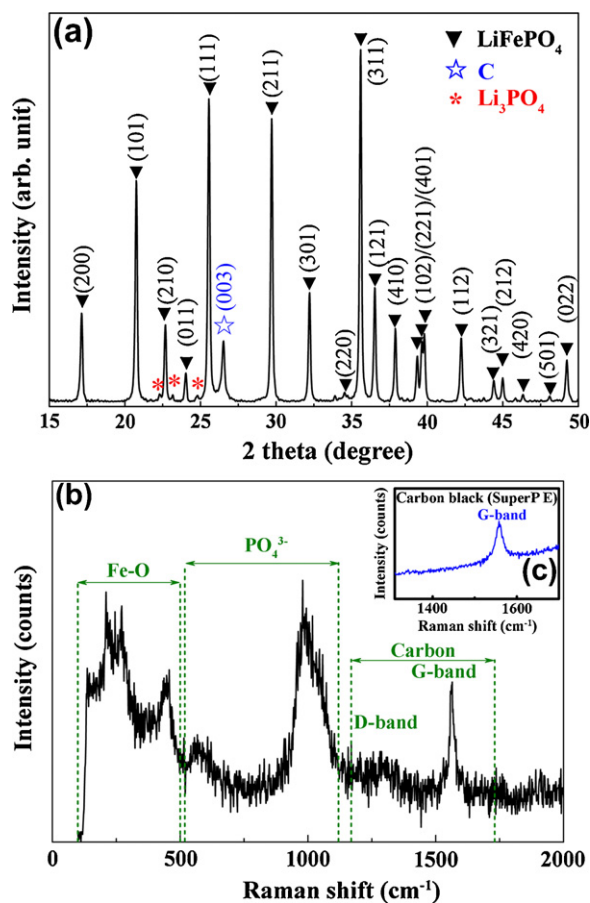 (a)
▼ LiFePO₄
☆ C
* Li₃PO₄
(200)
(101)
(210)
(011)
(111)
(003)
(211)
(301)
(220)
(311)
(121)
(410)
(102)/(221)/(401)
(112)
(321)
(212)
(420)
(501)
(022)
Intensity (arb. unit)
15 20 25 30 35 40 45 50
2 theta (degree)
(b)
Fe-O
PO₄³⁻
Carbon
G-band
D-band
Intensity (counts)
0 500 1000 1500 2000
Raman shift (cm⁻¹)
Carbon black (SuperP E)
G-band
(c)
Intensity (counts)
1400 1600
Raman shift (cm⁻¹)